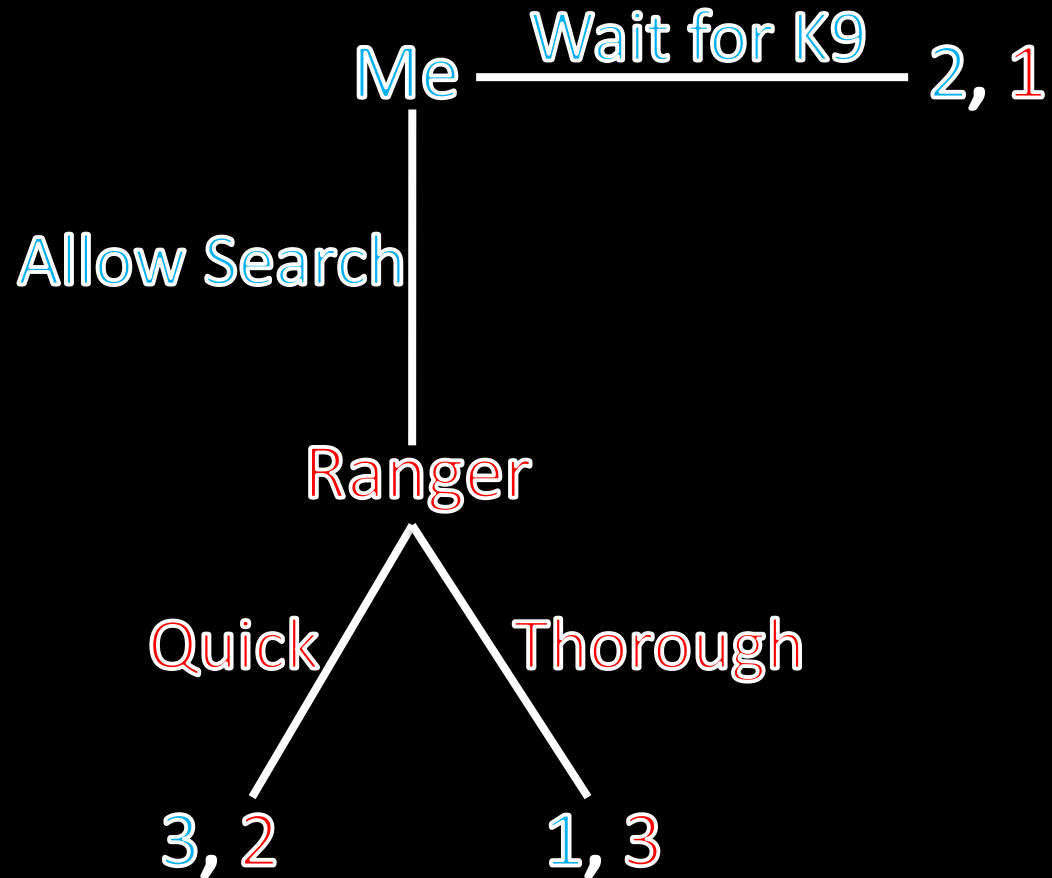 Wait for K9
Me
2, 1
Allow Search
Ranger
Quick
Thorough
3, 2
1, 3